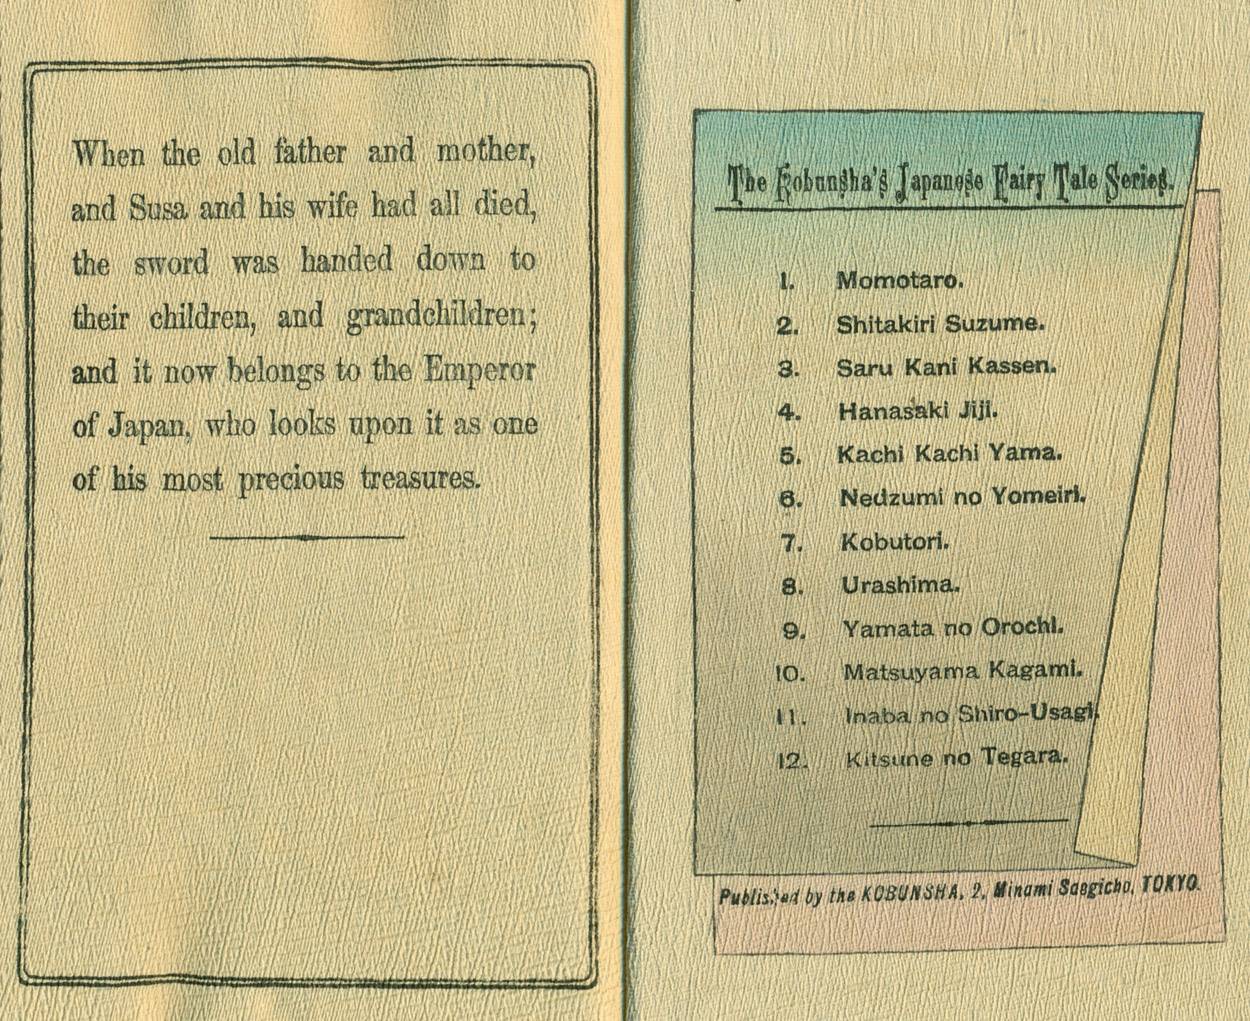 When the old father and mother,
and Susa and his wife had all died,
the sword was handed down to
their children, and grandchildren;
and it now belongs to the Emperor
of Japan, who looks upon it as one
of his most precious treasures.
The Kobunsha's Japanese Fairy Tale Series.
1. Momotaro.
2. Shitakiri Suzume.
3. Saru Kani Kassen.
4. Hanasaki Jiji.
5. Kachi Kachi Yama.
6. Nedzumi no Yomeiri.
7. Kobutori.
8. Urashima.
9. Yamata no Orochi.
10. Matsuyama Kagami.
11. Inaba no Shiro-Usagi.
12. Kitsune no Tegara.
Published by the KOBUNSHA, 2, Minami Saegicho, TOKYO.